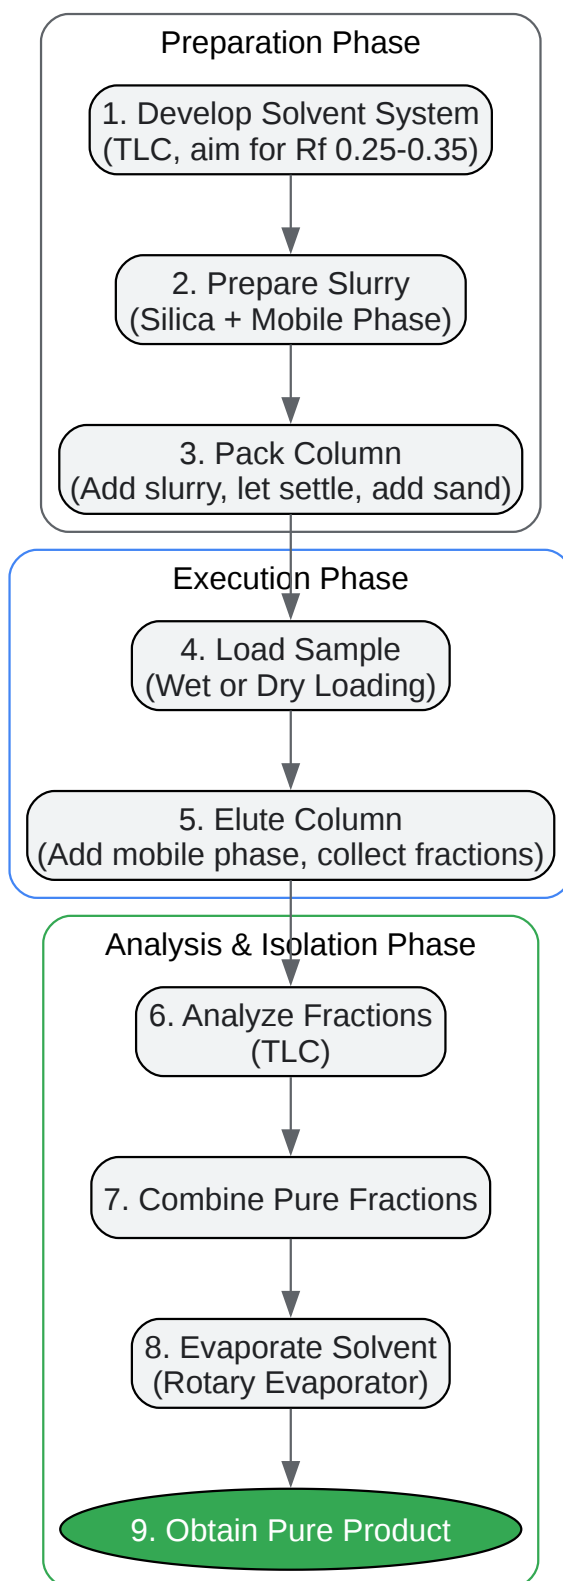 Preparation Phase
1. Develop Solvent System
(TLC, aim for Rf 0.25-0.35)
2. Prepare Slurry
(Silica + Mobile Phase)
3. Pack Column
(Add slurry, let settle, add sand)
Execution Phase
4. Load Sample
(Wet or Dry Loading)
5. Elute Column
(Add mobile phase, collect fractions)
Analysis & Isolation Phase
6. Analyze Fractions
(TLC)
7. Combine Pure Fractions
8. Evaporate Solvent
(Rotary Evaporator)
9. Obtain Pure Product